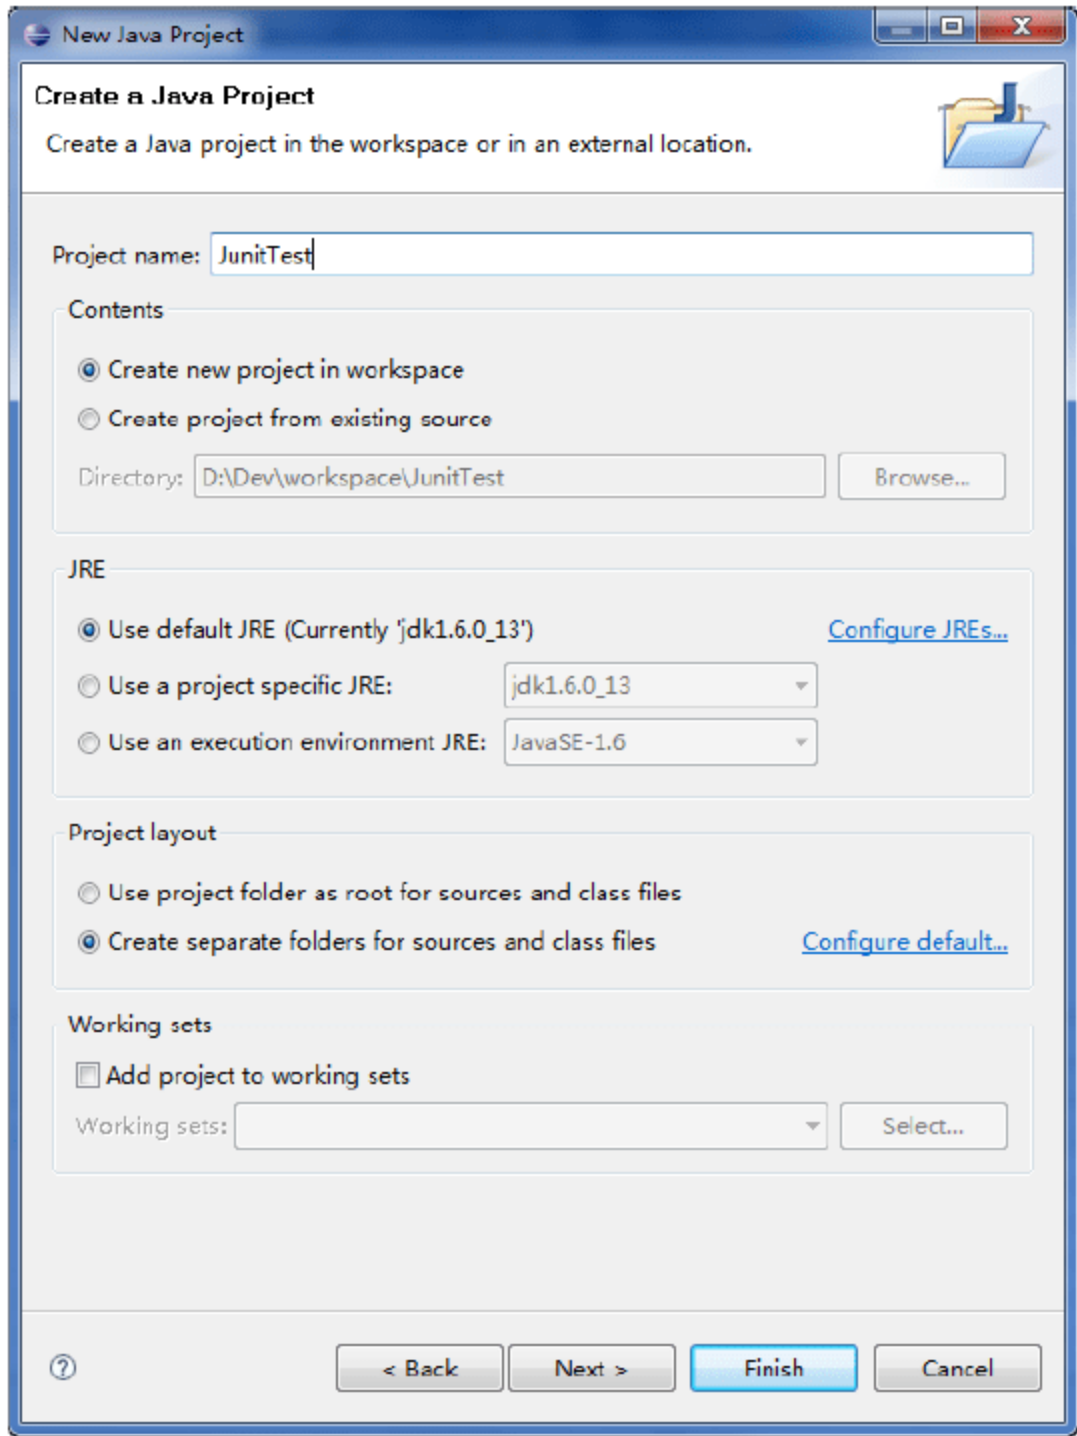 New Java Project
Create a Java Project
Create a Java project in the workspace or in an external location.
Project name: JunitTest
Contents
Create new project in workspace
Create project from existing source
Directory: D:\Dev\workspace\JunitTest Browse...
JRE
Use default JRE (Currently 'jdk1.6.0_13') Configure JREs...
Use a project specific JRE: jdk1.6.0_13
Use an execution environment JRE: JavaSE-1.6
Project layout
Use project folder as root for sources and class files
Create separate folders for sources and class files Configure default...
Working sets
Add project to working sets
Working sets: Select...
< Back Next > Finish Cancel